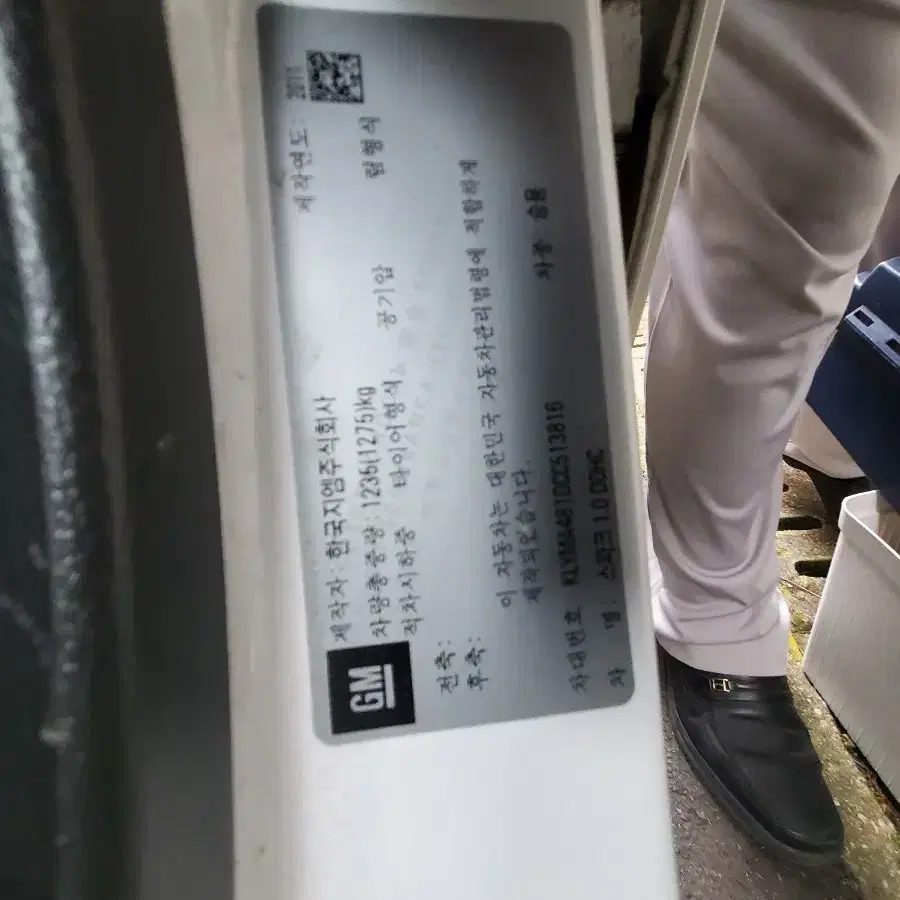 GM
제작자 : 한국지엠주식회사 제작연도: 2011
차량총중량 : 1236(1275)kg
적차시하중 타이어형식 공기압 림형식
전축:
후축:
이 자동차는 대한민국 자동차관리법령에 적합하게
제작되었습니다.
차대번호 차종 승용
차 명: 스파크 1.0 DOHC